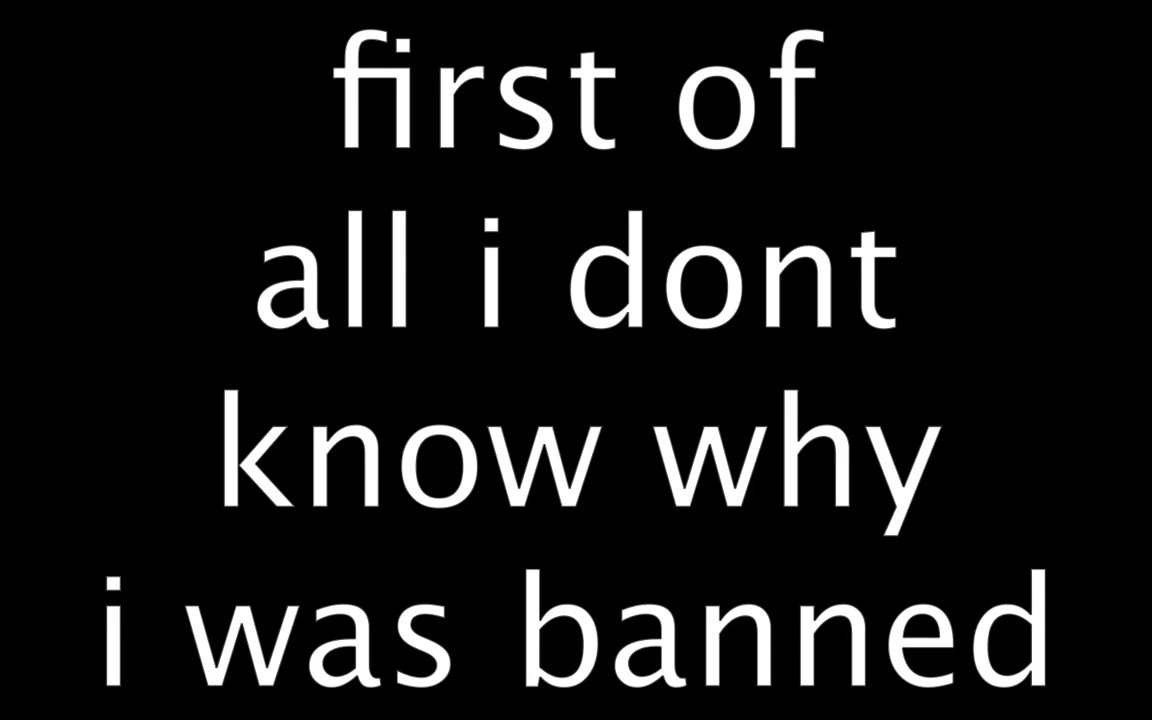 first of
all i dont
know why
i was banned